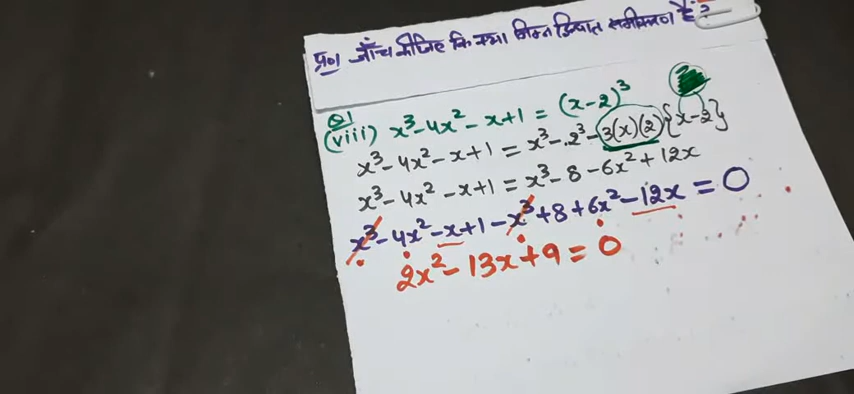 प्र०1 जाँच कीजिए कि क्या निम्न द्विघात समीकरण हैं?
Q1
(viii) x³-4x²-x+1 = (x-2)³
x³-4x²-x+1 = x³-2³-3(x)(2){x-2}
x³-4x²-x+1 = x³-8-6x²+12x
x³-4x²-x+1-x³+8+6x²-12x=0
2x²-13x+9=0